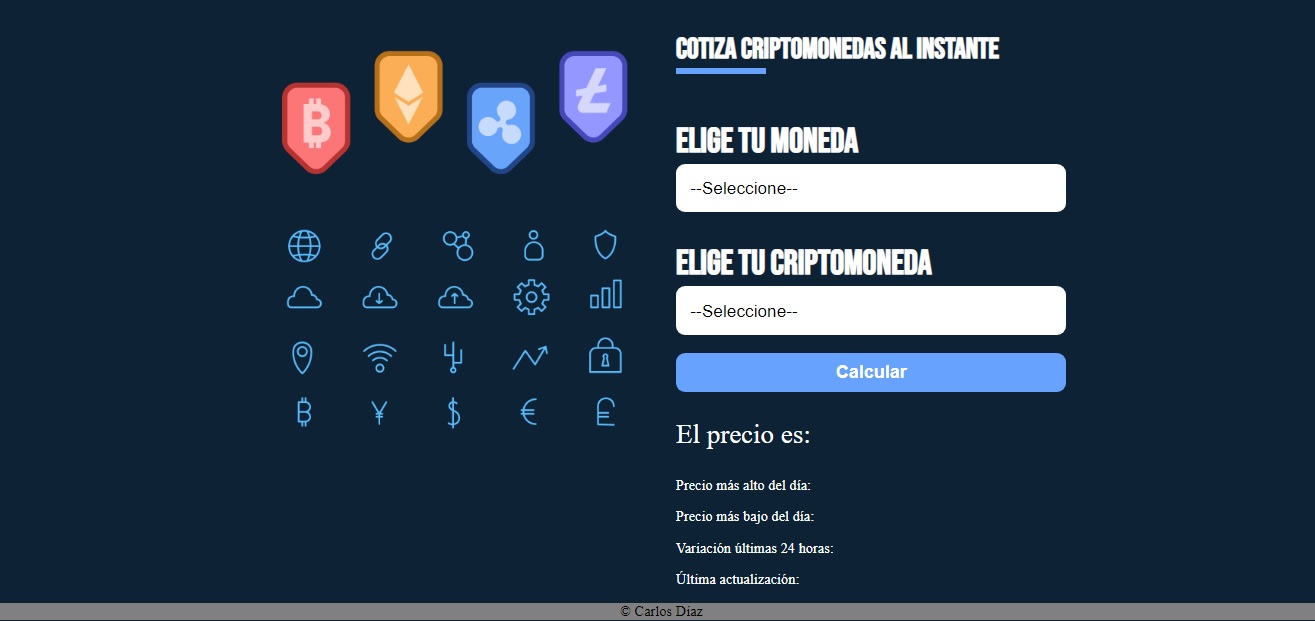 COTIZA CRIPTOMONEDAS AL INSTANTE
ELIGE TU MONEDA
--Seleccione--
ELIGE TU CRIPTOMONEDA
--Seleccione--
Calcular
El precio es:
Precio más alto del día:
Precio más bajo del día:
Variación últimas 24 horas:
Última actualización:
© Carlos Díaz